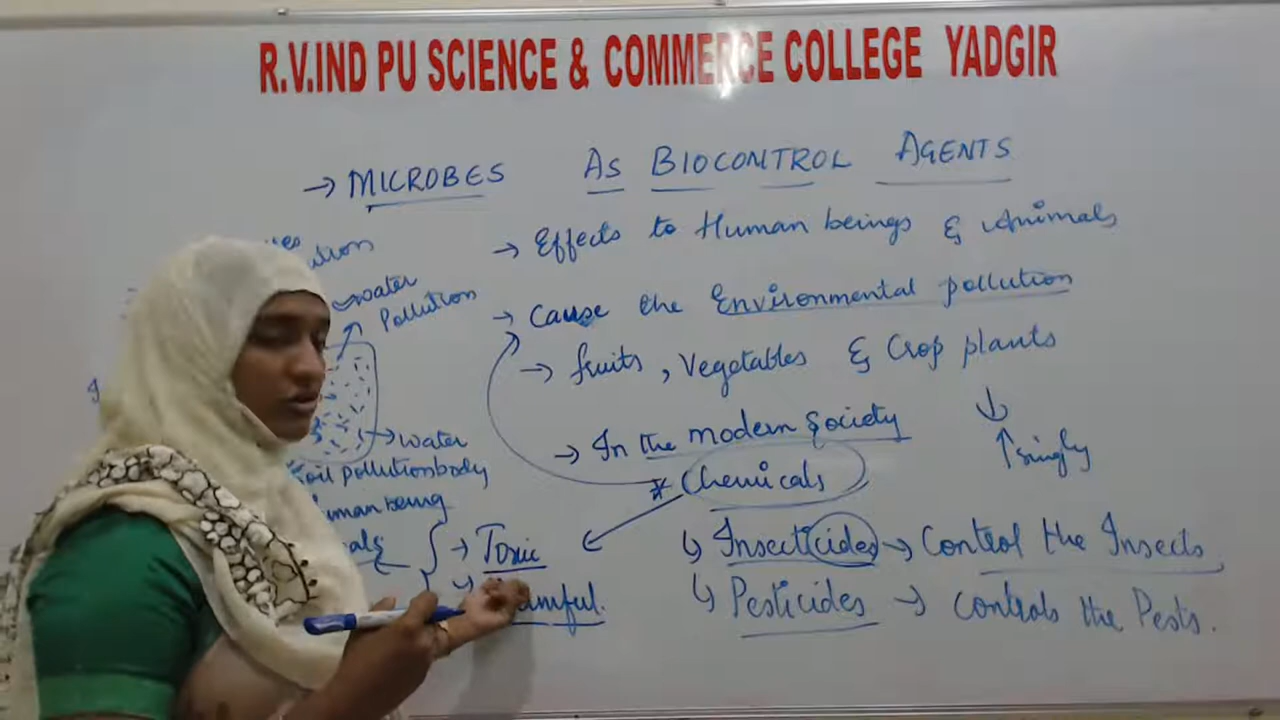 R.V.IND PU SCIENCE & COMMERCE COLLEGE YADGIR
→ MICROBES AS BIOCONTROL AGENTS
→ Effects to Human beings & Animals
water
Pollution
→ Cause the Environmental pollution
→ fruits, Vegetables & Crop plants
↓
↑ singly
→ In the modern Society
* Chemicals
→ water
pollution body
being
→ Toxic
↳ Insecticides → Control the Insects
↳ Pesticides → Controls the Pests.